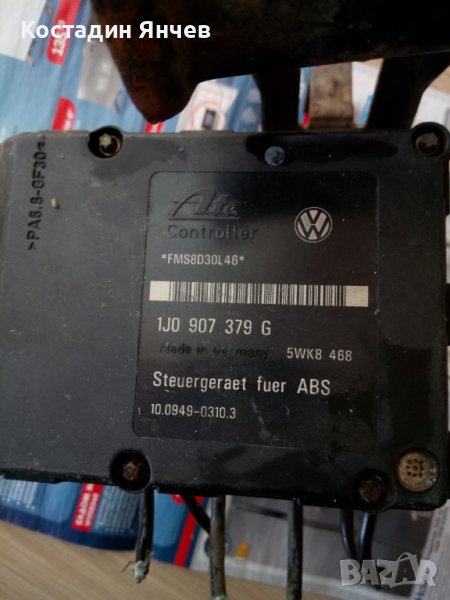 Костадин Янчев
>PA6.6-GF30<
Ate
Controller
*FMS8D30L46*
1J0 907 379 G
Made in Germany 5WK8 468
Steuergeraet fuer ABS
10.0949-0310.3
BAZAR